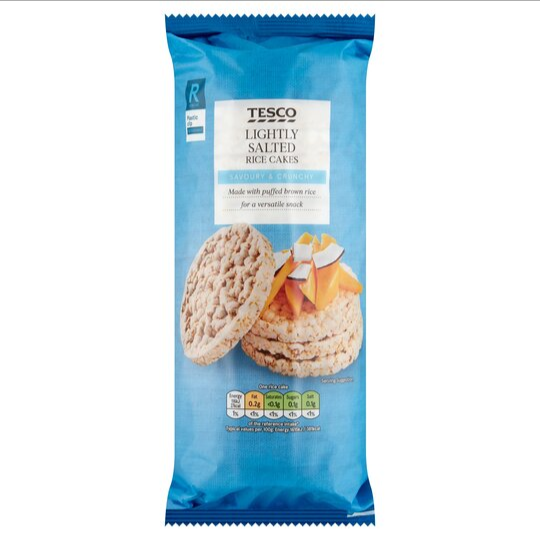 R
TESCO
LIGHTLY
SALTED
RICE CAKES
SAVOURY & CRUNCHY
Made with puffed brown rice
for a versatile snack
Serving Suggestion
One rice cake
Energy Fat Saturates Sugars Salt
0.2g <0.1g 0.1g 0.1g
1% <1% <1% <1% <1%
of the reference intake*